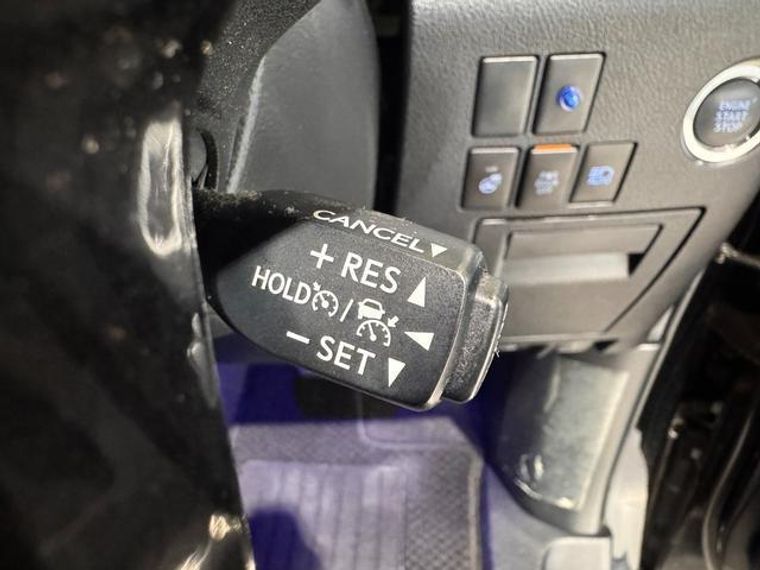 ENGINE
START
STOP
CANCEL
+ RES
HOLD /
- SET